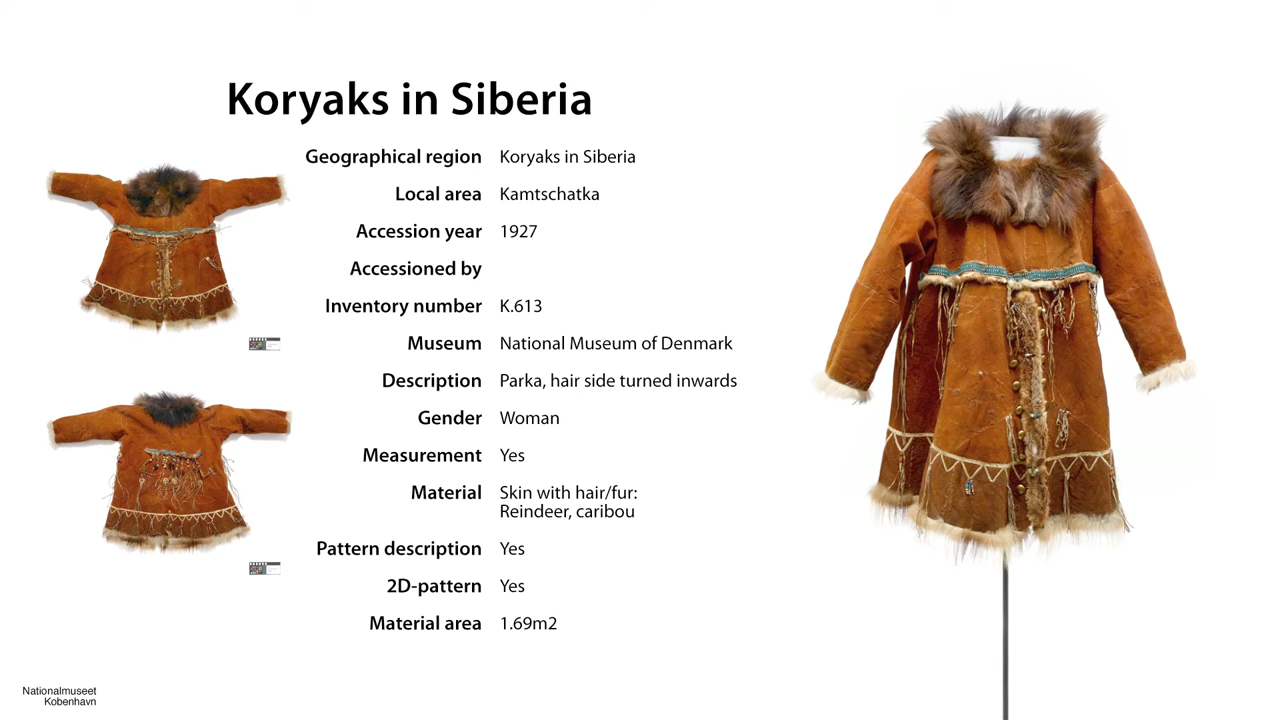 Koryaks in Siberia
Geographical region Koryaks in Siberia
Local area Kamtschatka
Accession year 1927
Accessioned by
Inventory number K.613
Museum National Museum of Denmark
Description Parka, hair side turned inwards
Gender Woman
Measurement Yes
Material Skin with hair/fur:
Reindeer, caribou
Pattern description Yes
2D-pattern Yes
Material area 1.69m2
Nationalmuseet
Kobenhavn